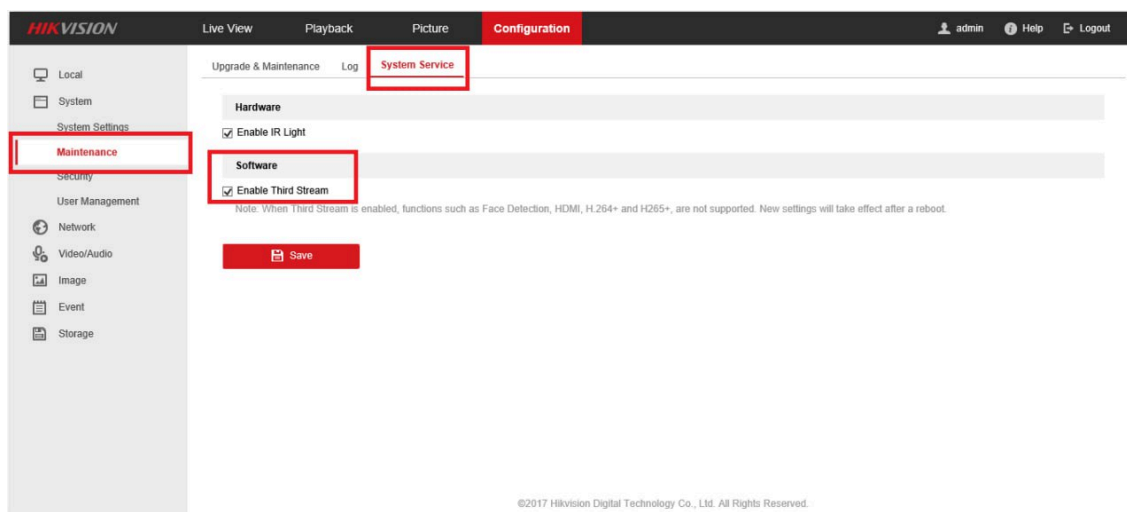 HIKVISION Live View Playback Picture Configuration admin Help Logout
Local
System
System Settings
Maintenance
Security
User Management
Network
Video/Audio
Image
Event
Storage
Upgrade & Maintenance Log System Service
Hardware
Enable IR Light
Software
Enable Third Stream
Note. When Third Stream is enabled, functions such as Face Detection, HDMI, H.264+ and H265+, are not supported. New settings will take effect after a reboot.
Save
©2017 Hikvision Digital Technology Co., Ltd. All Rights Reserved.